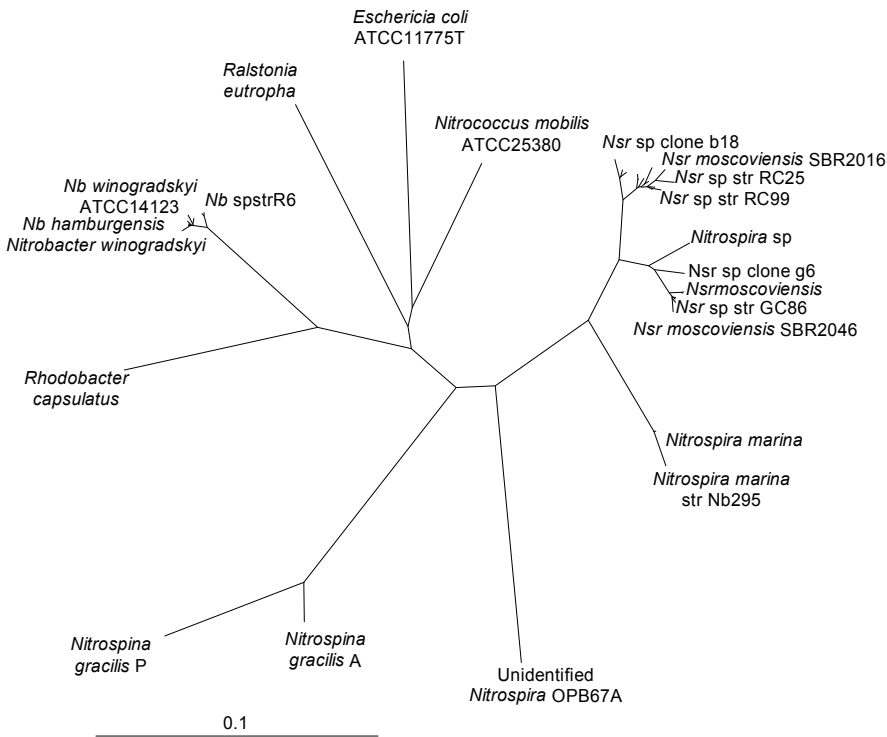 Eschericia coli
ATCC11775T
Ralstonia
eutropha
Nitrococcus mobilis
ATCC25380
Nsr sp clone b18
Nsr moscoviensis SBR2016
Nsr sp str RC25
Nsr sp str RC99
Nb winogradskyi
ATCC14123
Nb spstrR6
Nb hamburgensis
Nitrobacter winogradskyi
Nitrospira sp
Nsr sp clone g6
Nsrmoscoviensis
Nsr sp str GC86
Nsr moscoviensis SBR2046
Rhodobacter
capsulatus
Nitrospira marina
Nitrospira marina
str Nb295
Nitrospina
gracilis P
Nitrospina
gracilis A
Unidentified
Nitrospira OPB67A
0.1